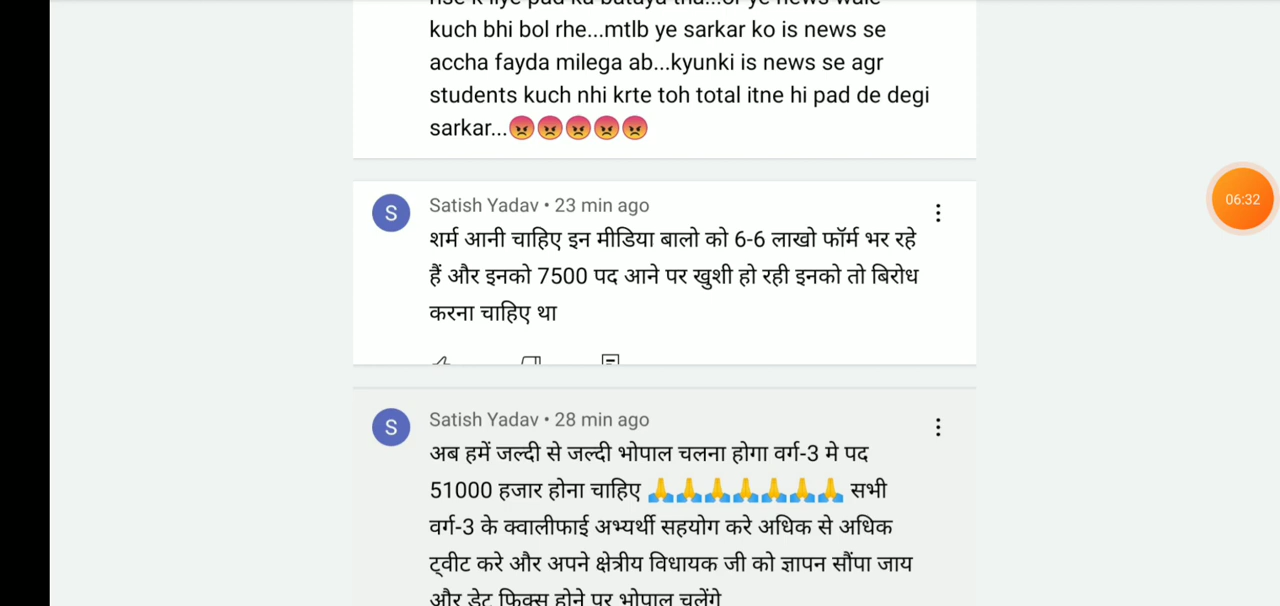 kuch bhi bol rhe...mtlb ye sarkar ko is news se
accha fayda milega ab...kyunki is news se agr
students kuch nhi krte toh total itne hi pad de degi
sarkar...😡😡😡😡😡
S
Satish Yadav • 23 min ago
शर्म आनी चाहिए इन मीडिया बालो को 6-6 लाखो फॉर्म भर रहे
हैं और इनको 7500 पद आने पर खुशी हो रही इनको तो बिरोध
करना चाहिए था
06:32
S
Satish Yadav • 28 min ago
अब हमें जल्दी से जल्दी भोपाल चलना होगा वर्ग-3 मे पद
51000 हजार होना चाहिए 🙏🙏🙏🙏🙏🙏🙏 सभी
वर्ग-3 के क्वालीफाई अभ्यर्थी सहयोग करे अधिक से अधिक
ट्वीट करे और अपने क्षेत्रीय विधायक जी को ज्ञापन सौंपा जाय
और डेट फिक्स होने पर भोपाल चलेंगे